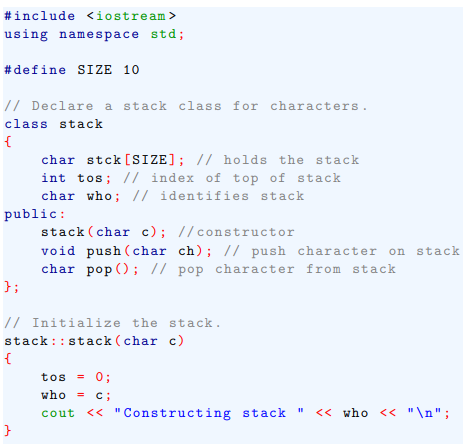 #include <iostream>
using namespace std;
#define SIZE 10
// Declare a stack class for characters.
class stack
{
char stck[SIZE]; // holds the stack
int tos; // index of top of stack
char who; // identifies stack
public:
stack(char c); //constructor
void push(char ch); // push character on stack
char pop(); // pop character from stack
};
// Initialize the stack.
stack::stack(char c)
{
tos = 0;
who = c;
cout << "Constructing stack " << who << "\n";
}